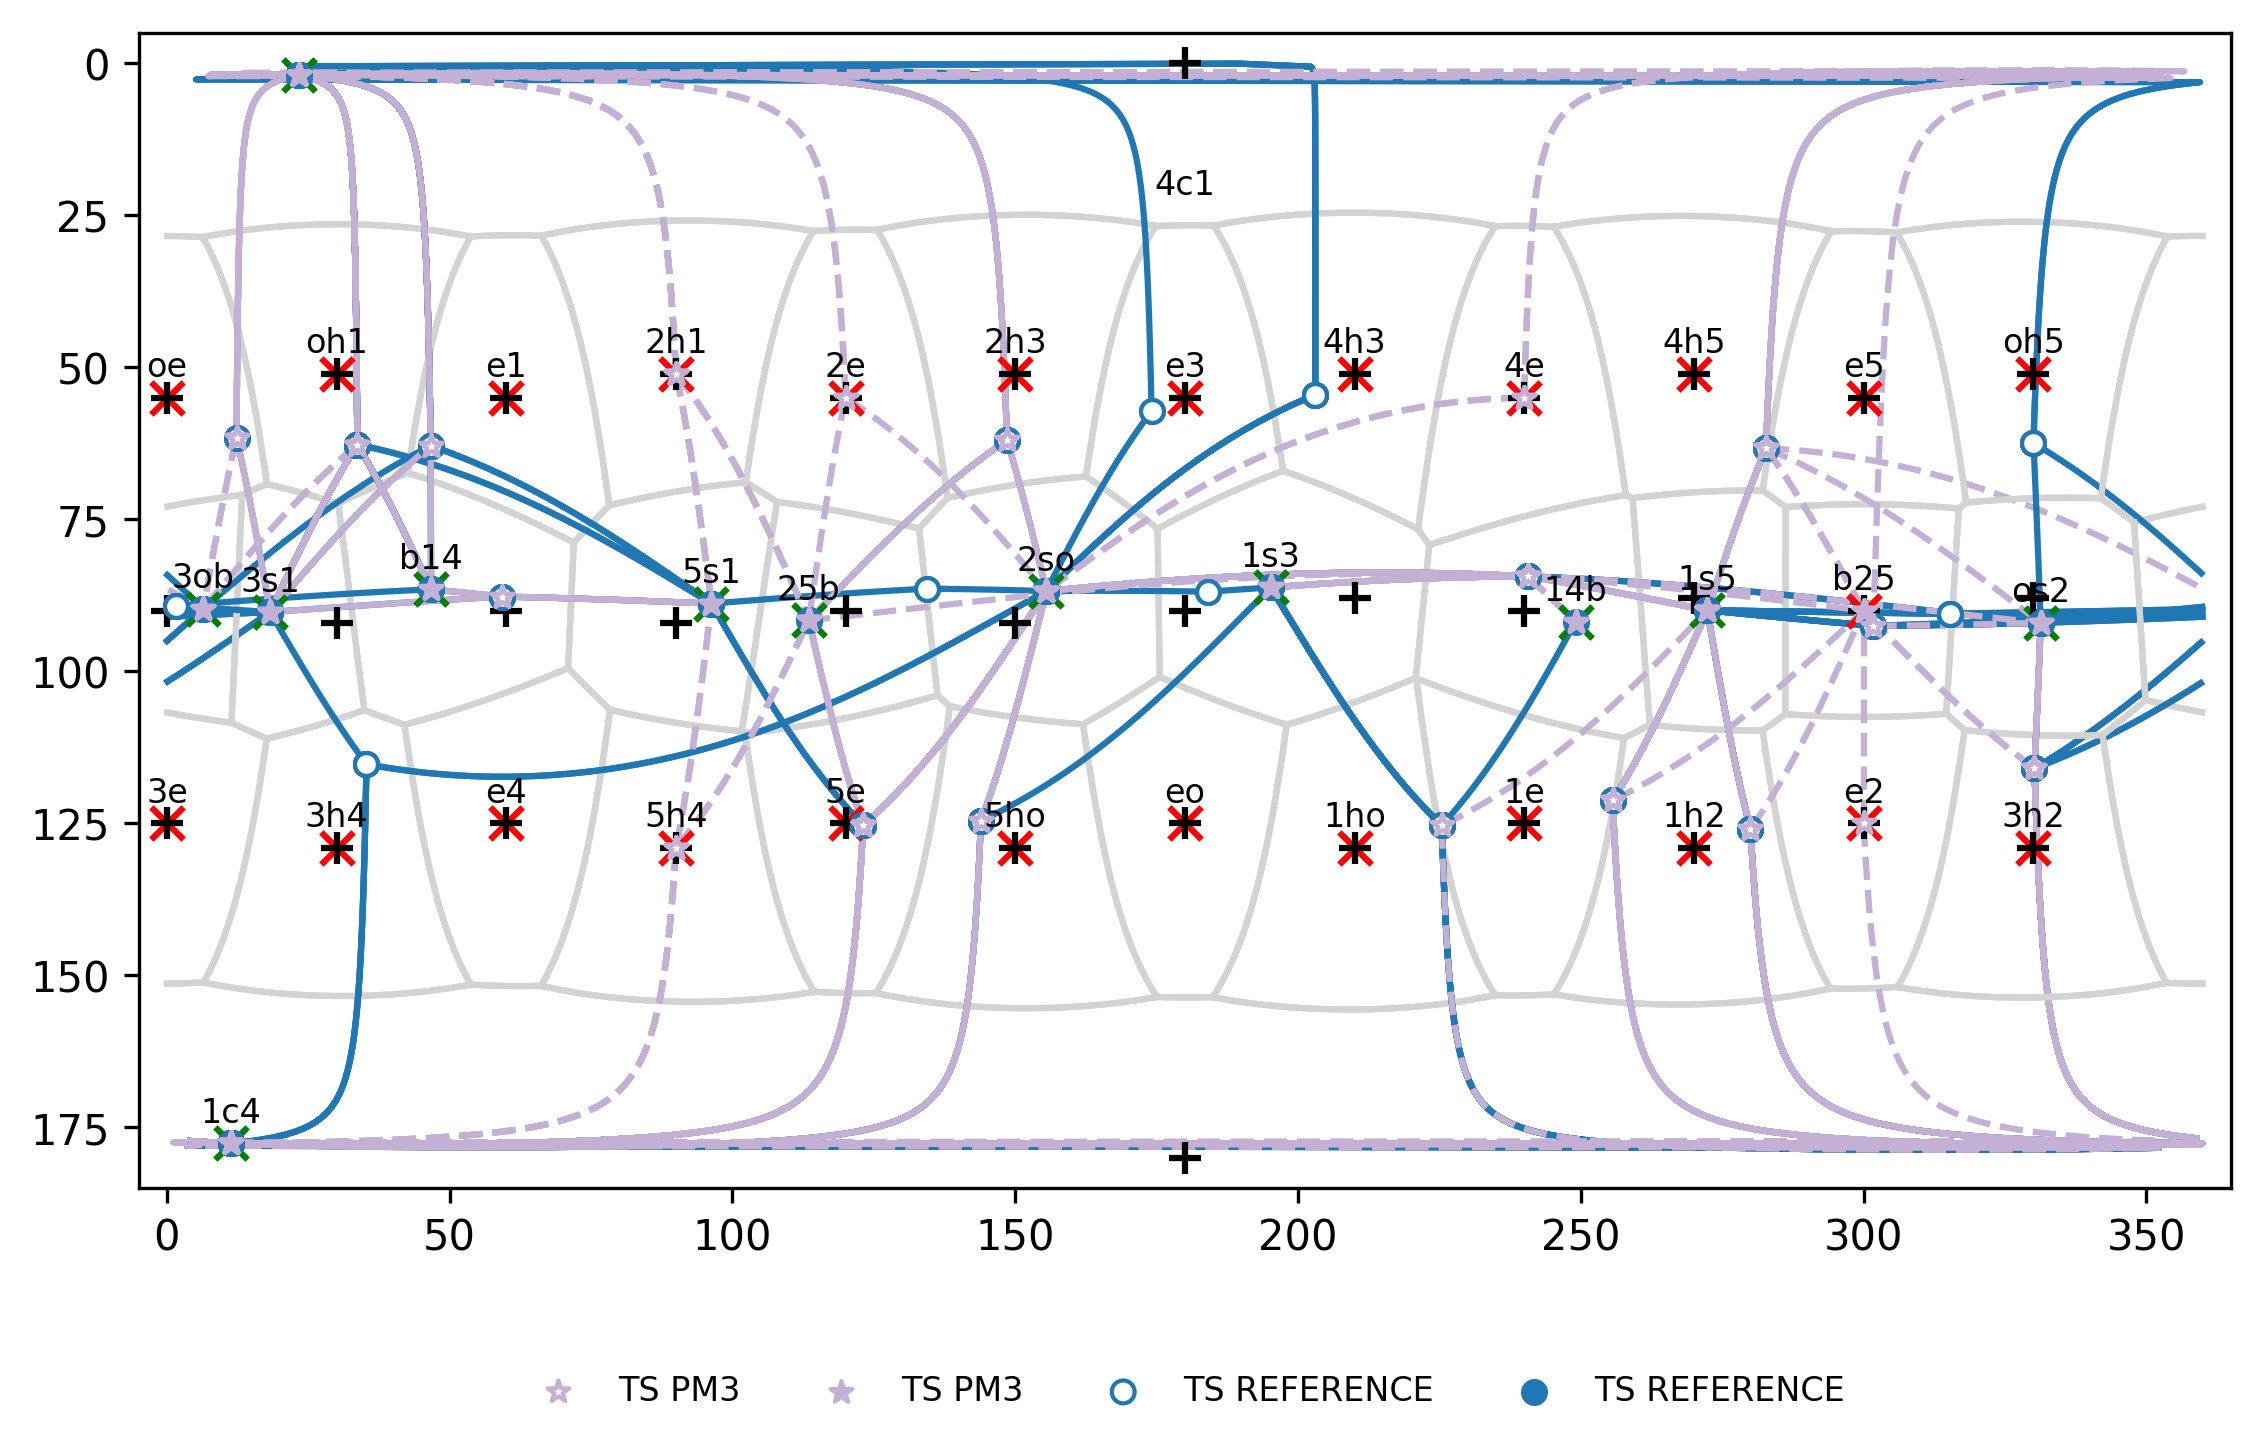 0
4c1
25
oh1 2h1 2h3 4h3 4h5 oh5
oe e1 2e e3 4e e5
50
75
3ob 3s1 b14 5s1 25b 2so 1s3 14b 1s5 b25 os2
100
3e e4 5e eo 1e e2
3h4 5h4 5ho 1ho 1h2 3h2
125
150
1c4
175
0 50 100 150 200 250 300 350
TS PM3 TS PM3 TS REFERENCE TS REFERENCE